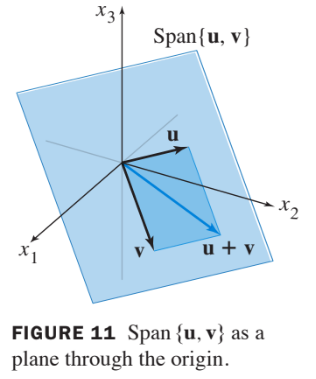 x₃
Span{u, v}
u
x₂
x₁
v
u + v
FIGURE 11 Span {u, v} as a
plane through the origin.